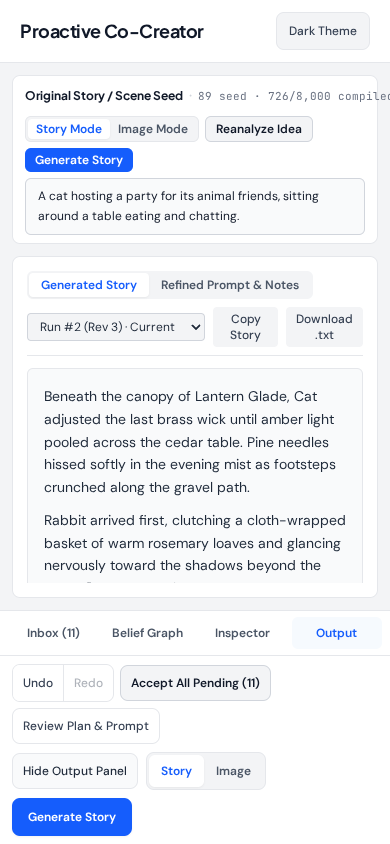 Proactive Co-Creator
Dark Theme
Original Story / Scene Seed · 89 seed · 726/8,000 compiled
Story Mode Image Mode Reanalyze Idea
Generate Story
A cat hosting a party for its animal friends, sitting
around a table eating and chatting.
Generated Story Refined Prompt & Notes
Run #2 (Rev 3) · Current
Copy
Story
Download
.txt
Beneath the canopy of Lantern Glade, Cat
adjusted the last brass wick until amber light
pooled across the cedar table. Pine needles
hissed softly in the evening mist as footsteps
crunched along the gravel path.
Rabbit arrived first, clutching a cloth-wrapped
basket of warm rosemary loaves and glancing
nervously toward the shadows beyond the
Inbox (11) Belief Graph Inspector Output
Undo Redo Accept All Pending (11)
Review Plan & Prompt
Hide Output Panel Story Image
Generate Story